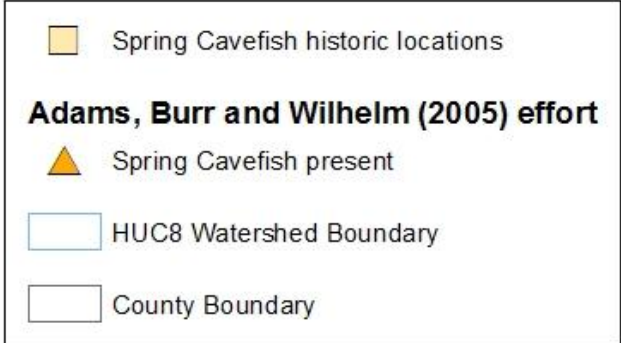 Spring Cavefish historic locations
Adams, Burr and Wilhelm (2005) effort
Spring Cavefish present
HUC8 Watershed Boundary
County Boundary